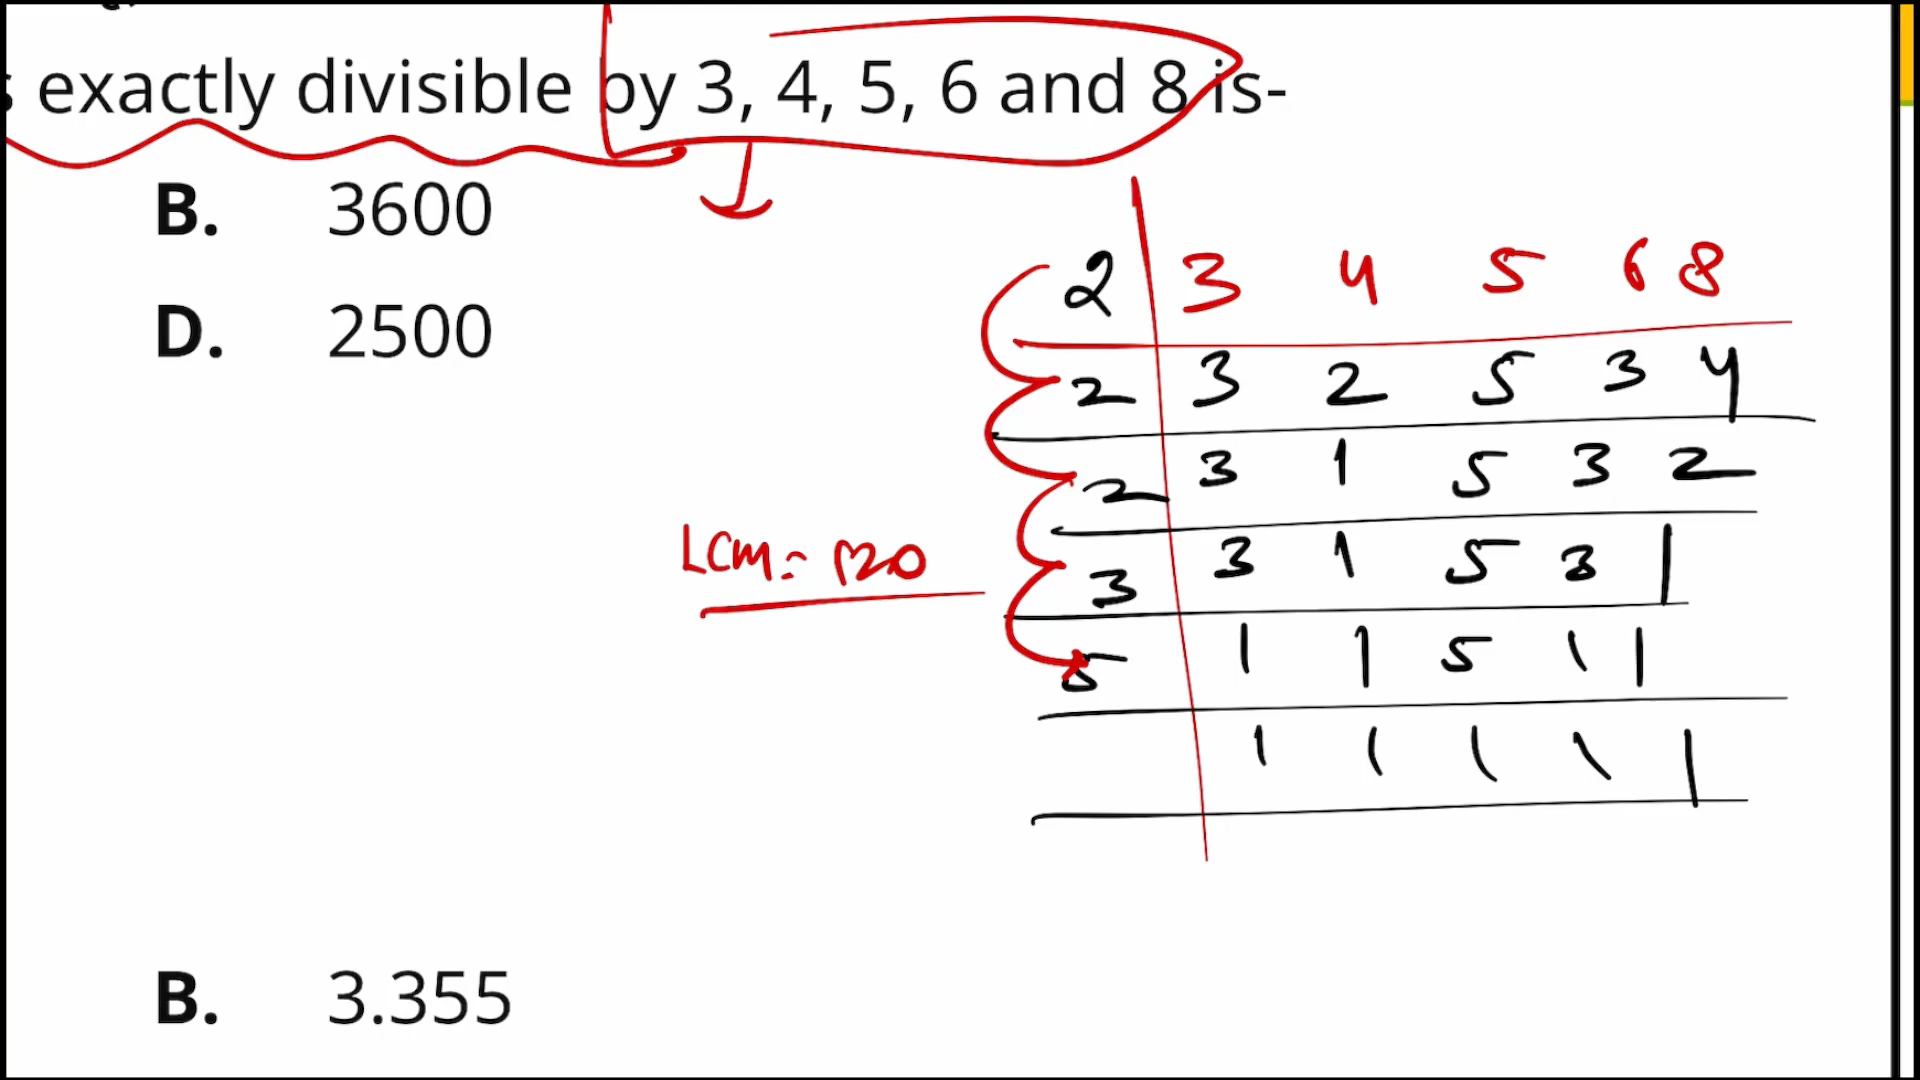 exactly divisible by 3, 4, 5, 6 and 8 is-
B. 3600
D. 2500
2 3 4 5 6 8
2 3 2 5 3 4
2 3 1 5 3 2
3 3 1 5 3 1
5 1 1 5 1 1
1 1 1 1 1
LCM = 120
B. 3.355